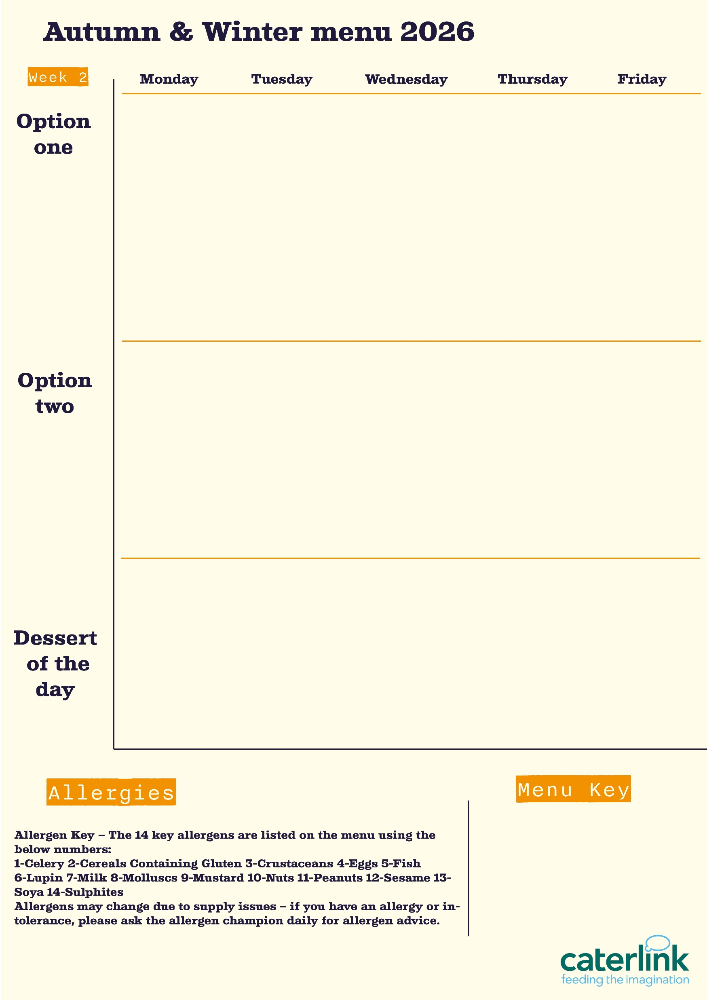 Autumn & Winter menu 2026
Week 2
Monday Tuesday Wednesday Thursday Friday
Option
one
Option
two
Dessert
of the
day
Allergies
Allergen Key – The 14 key allergens are listed on the menu using the
below numbers:
1-Celery 2-Cereals Containing Gluten 3-Crustaceans 4-Eggs 5-Fish
6-Lupin 7-Milk 8-Molluscs 9-Mustard 10-Nuts 11-Peanuts 12-Sesame 13-
Soya 14-Sulphites
Allergens may change due to supply issues – if you have an allergy or in-
tolerance, please ask the allergen champion daily for allergen advice.
Menu Key
caterlink
feeding the imagination